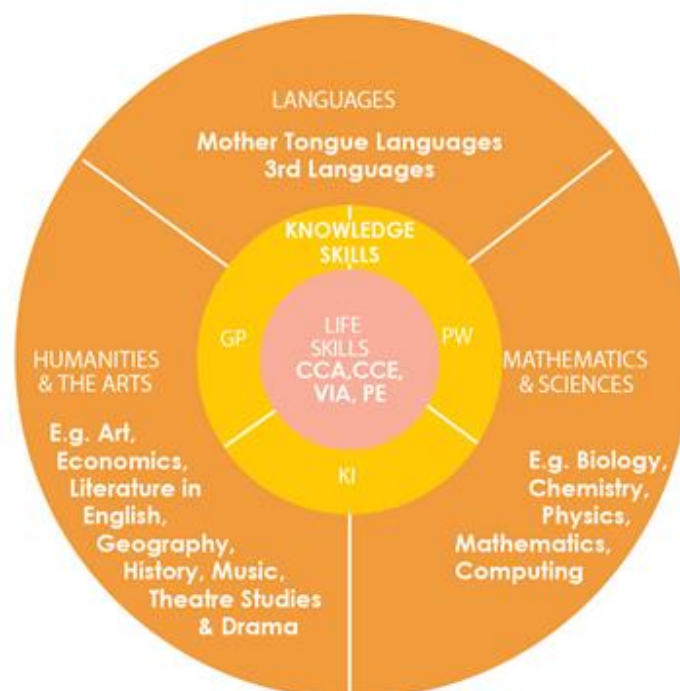 LANGUAGES
Mother Tongue Languages
3rd Languages
KNOWLEDGE
SKILLS
GP
PW
LIFE
SKILLS
CCA,CCE,
VIA, PE
KI
HUMANITIES
& THE ARTS
E.g. Art,
Economics,
Literature in
English,
Geography,
History, Music,
Theatre Studies
& Drama
MATHEMATICS
& SCIENCES
E.g. Biology,
Chemistry,
Physics,
Mathematics,
Computing